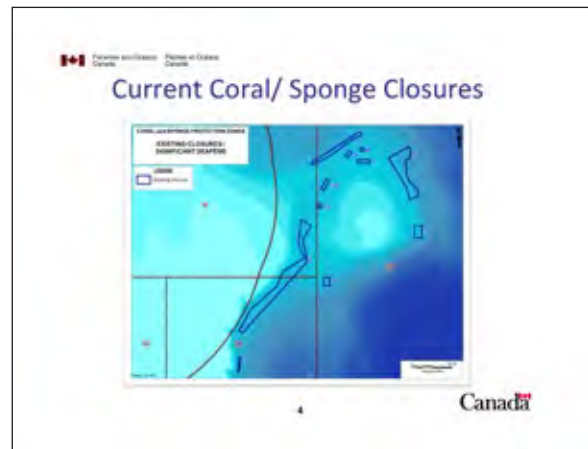 Fisheries and Oceans Pêches et Océans
Canada Canada
Current Coral/ Sponge Closures
CORAL AND SPONGE PROTECTION ZONES
EXISTING CLOSURES /
SIGNIFICANT SEAPENS
LEGEND
4
Canada